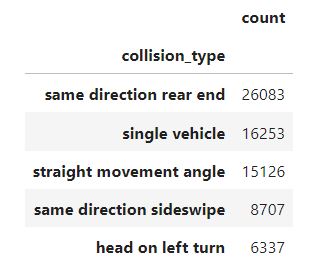 count
collision_type
same direction rear end 26083
single vehicle 16253
straight movement angle 15126
same direction sideswipe 8707
head on left turn 6337